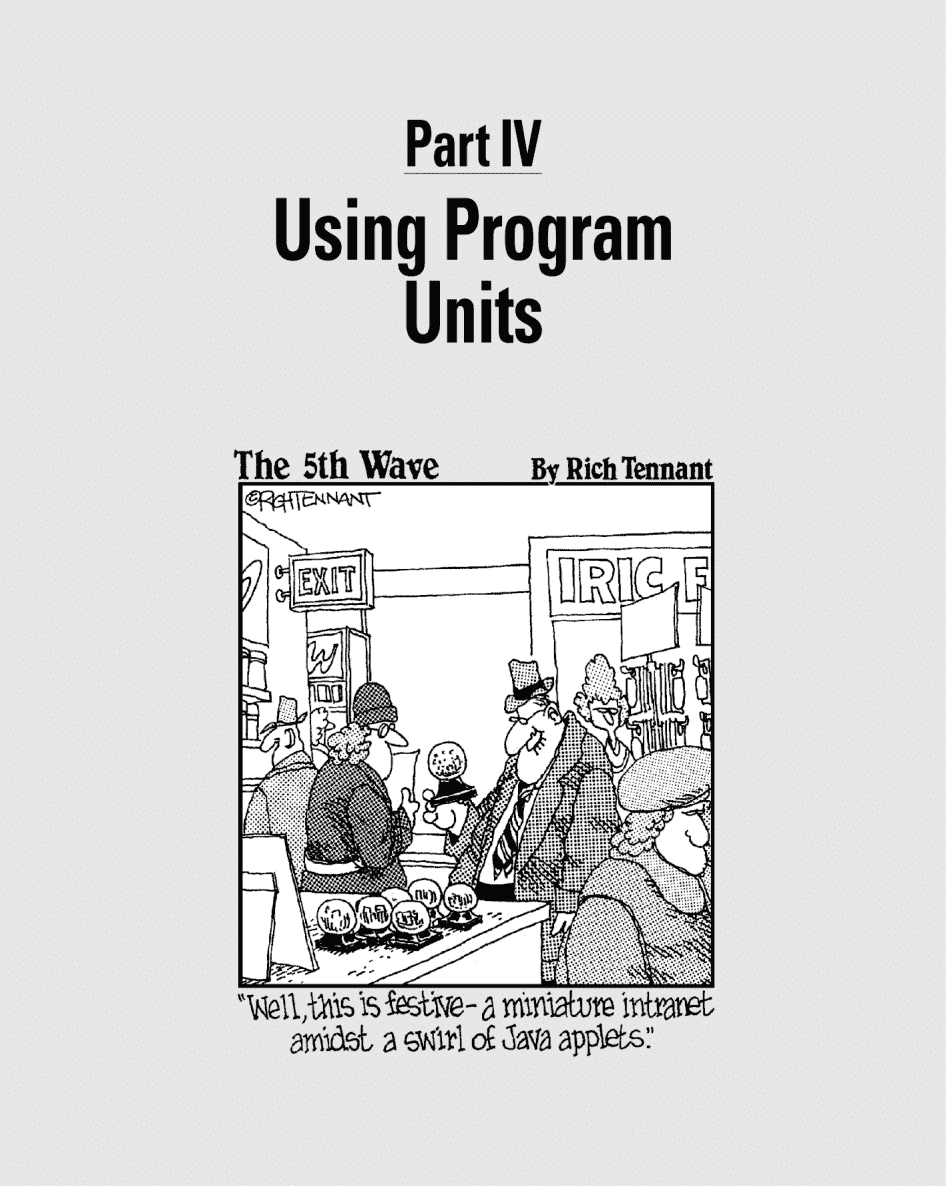 Part IV
Using Program
Units
The 5th Wave By Rich Tennant
©RICHTENNANT
EXIT
IRIC F
W
"Well, this is festive- a miniature intranet
amidst a swirl of Java applets."